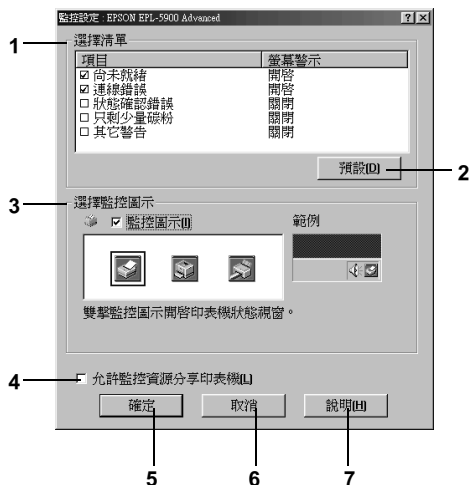 監控設定 : EPSON EPL-5900 Advanced
1
選擇清單
項目 螢幕警示
尚未就緒 開啟
連線錯誤 開啟
狀態確認錯誤 關閉
只剩少量碳粉 關閉
其它警告 關閉
預設(D)
2
3
選擇監控圖示
監控圖示(I)
範例
雙擊監控圖示開啟印表機狀態視窗。
4
允許監控資源分享印表機(L)
確定 取消 說明(H)
5 6 7